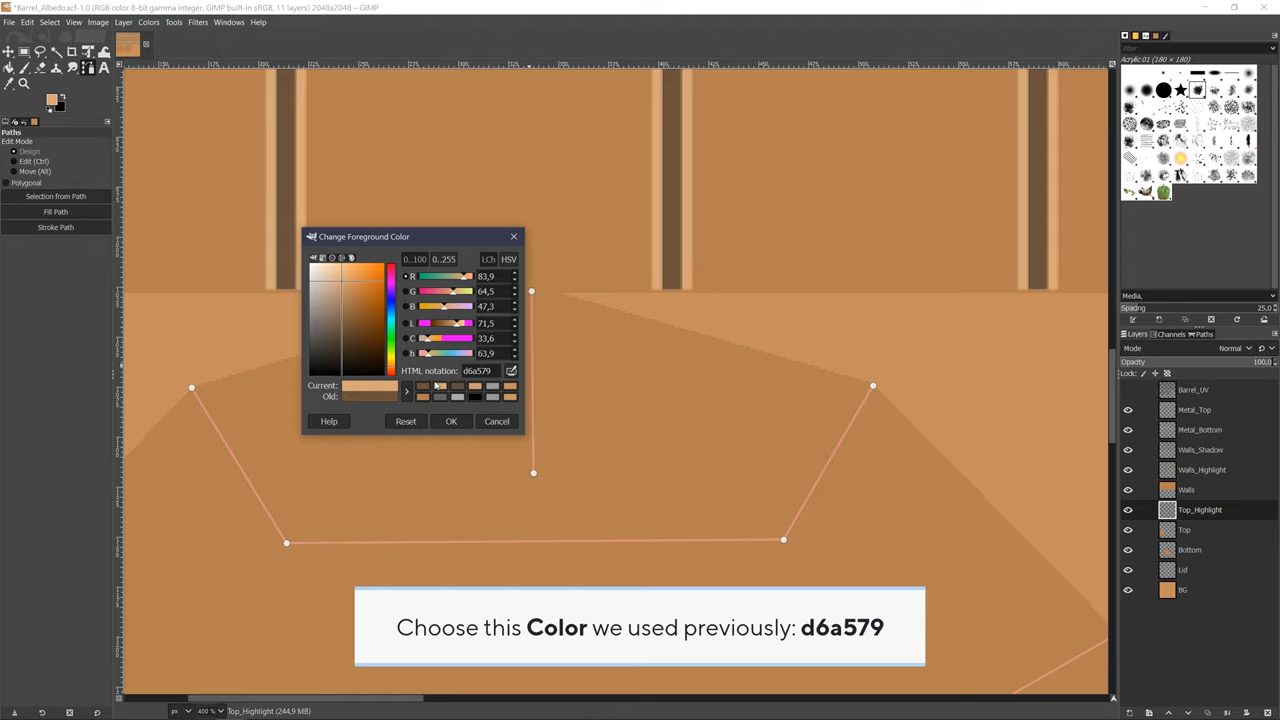 *Barrel_Albedo.xcf-1.0 (RGB color 8-bit gamma integer, GIMP built-in sRGB, 11 layers) 2048x2048 – GIMP
File Edit Select View Image Layer Colors Tools Filters Windows Help
Paths
Edit Mode
Design
Edit (Ctrl)
Move (Alt)
Polygonal
Selection from Path
Fill Path
Stroke Path
Change Foreground Color
0..100 0..255 LCh HSV
R 83,9
G 64,5
B 47,3
L 71,5
C 33,6
h 63,9
HTML notation: d6a579
Current:
Old:
Help Reset OK Cancel
Choose this Color we used previously: d6a579
px 400 % Top_Highlight (244,9 MB)
filter
Acrylic 01 (180 × 180)
Media,
Spacing 25,0
Layers Channels Paths
Mode Normal
Opacity 100,0
Lock:
Barrel_UV
Metal_Top
Metal_Bottom
Walls_Shadow
Walls_Highlight
Walls
Top_Highlight
Top
Bottom
Lid
BG